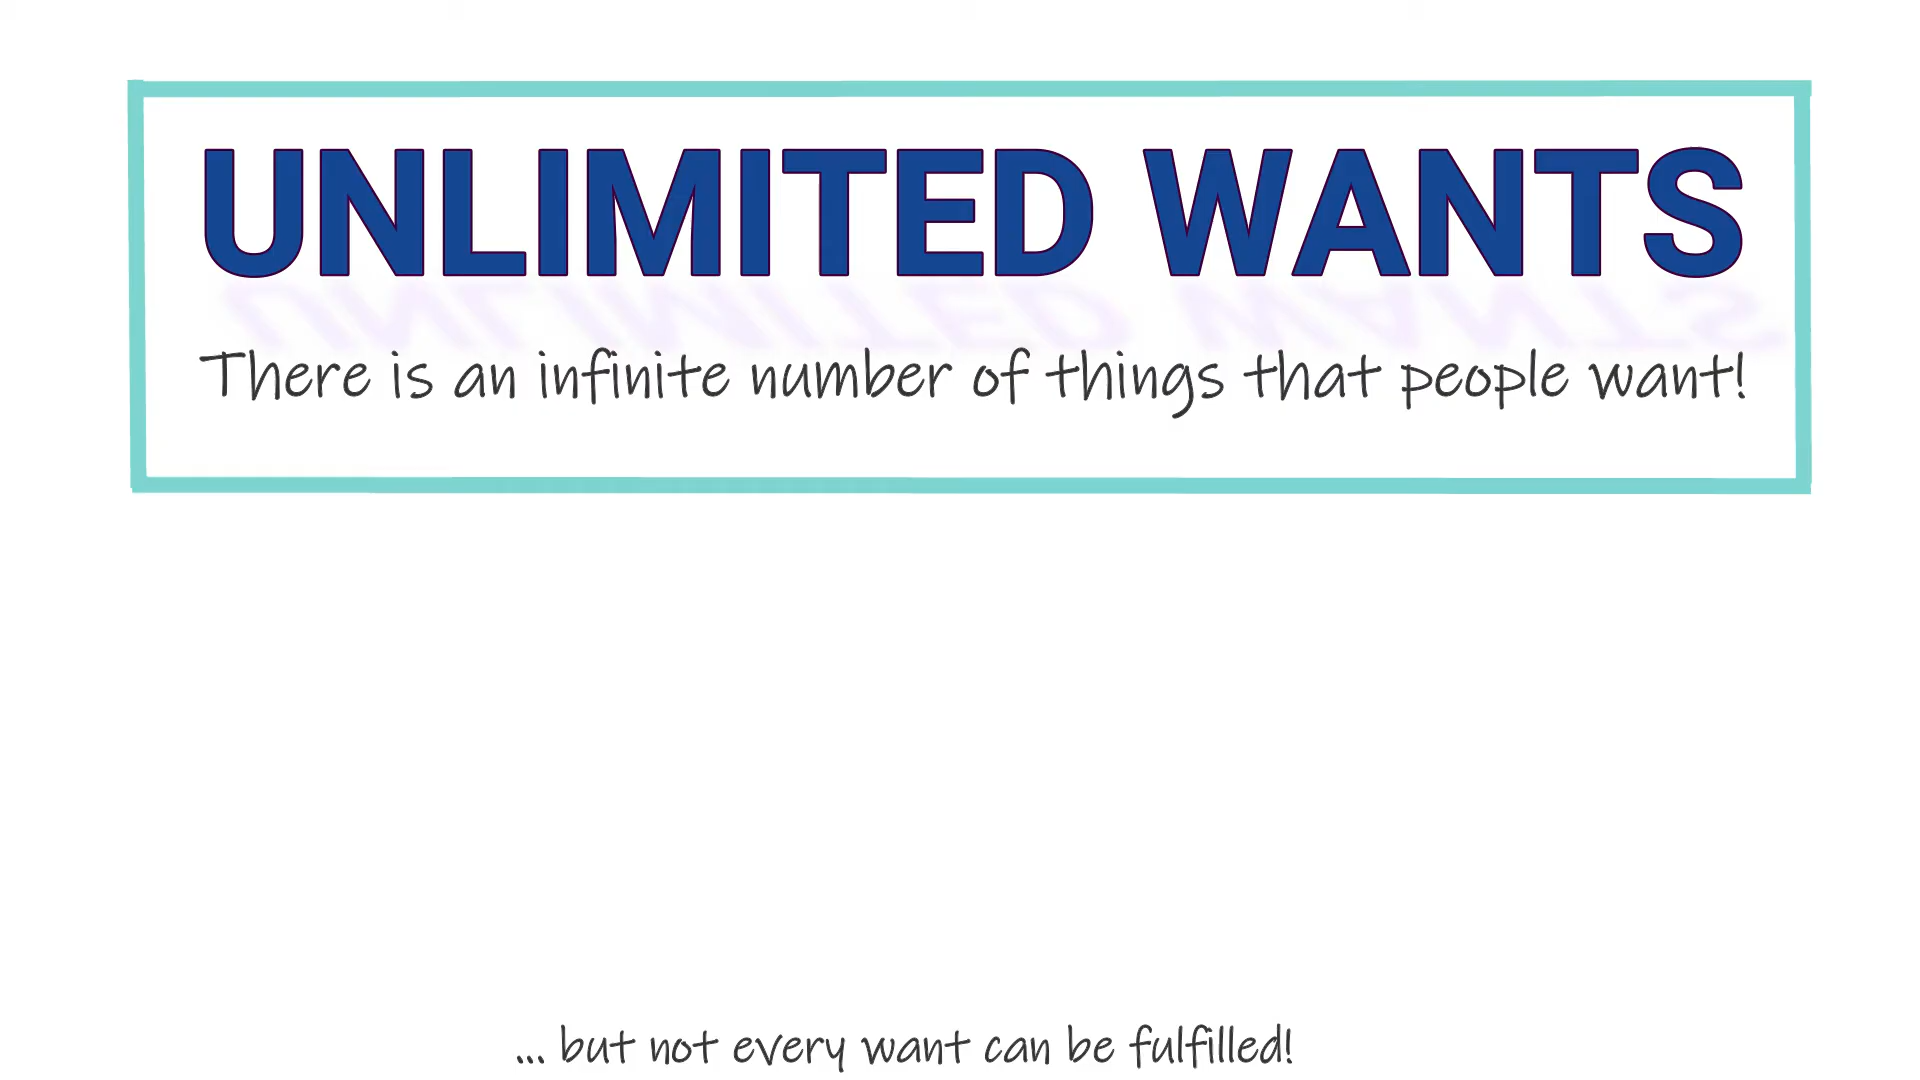 UNLIMITED WANTS
There is an infinite number of things that people want!
... but not every want can be fulfilled!